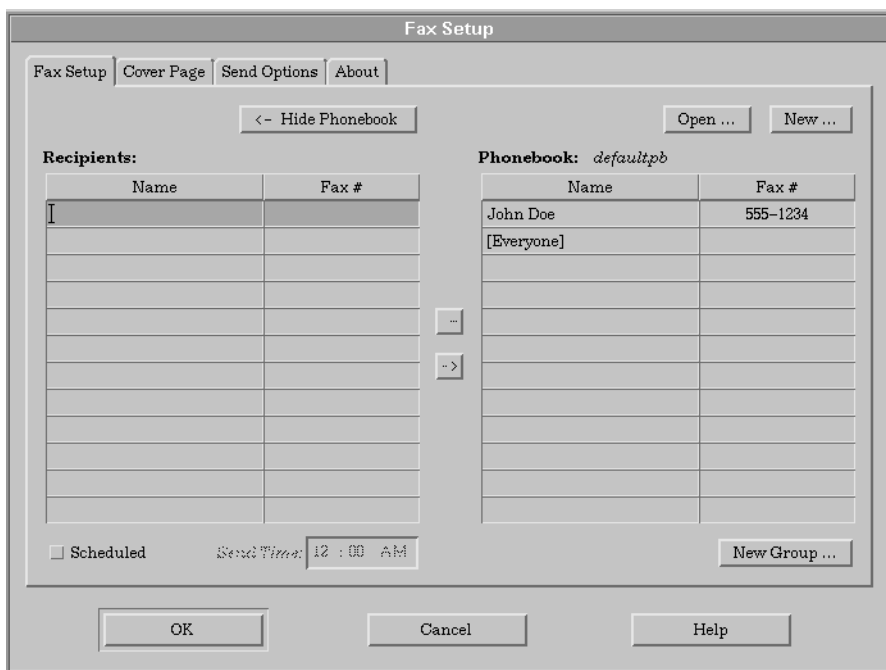 Fax Setup
Fax Setup Cover Page Send Options About
<- Hide Phonebook Open ... New ...
Recipients: Phonebook: defaultpb
Name Fax # Name Fax #
John Doe 555-1234
[Everyone]
...
-->
Scheduled Send Time: 12 : 00 AM New Group ...
OK Cancel Help